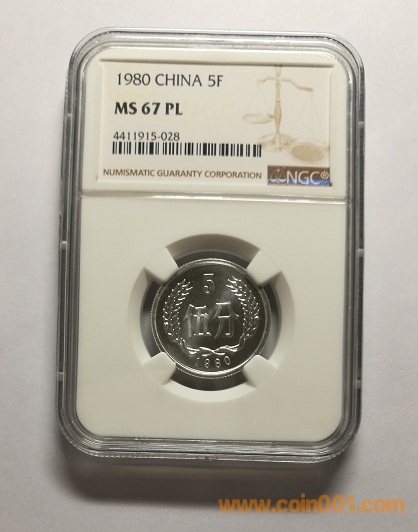 1980 CHINA 5F
MS 67 PL
4411915-028
NUMISMATIC GUARANTY CORPORATION
NGC®
5
伍分
1980
www.coin001.com